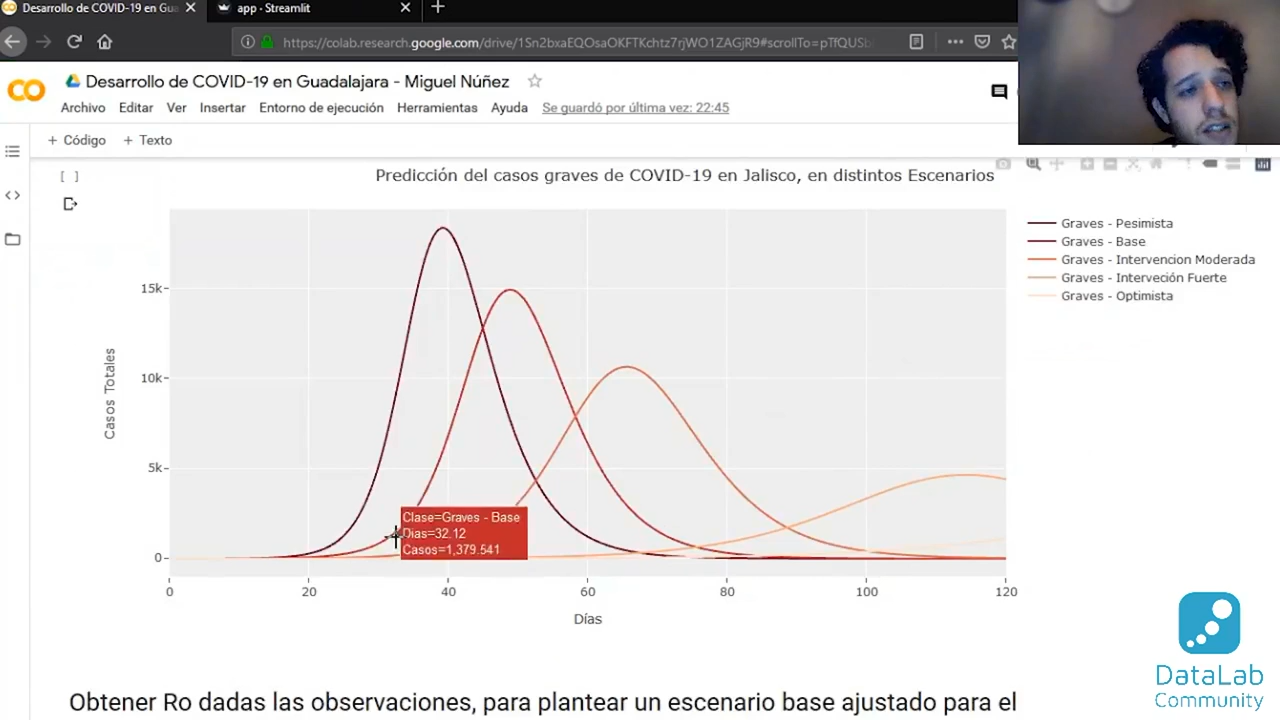 Desarrollo de COVID-19 en Gua
app - Streamlit
https://colab.research.google.com/drive/1Sn2bxaEQOsaOKFTKchtz7rjWO1ZAGjR9#scrollTo=pTfQUSb
Desarrollo de COVID-19 en Guadalajara - Miguel Núñez
Archivo Editar Ver Insertar Entorno de ejecución Herramientas Ayuda Se guardó por última vez: 22:45
+ Código + Texto
[ ]
Predicción del casos graves de COVID-19 en Jalisco, en distintos Escenarios
Graves - Pesimista
Graves - Base
Graves - Intervencion Moderada
Graves - Interveción Fuerte
Graves - Optimista
15k
10k
5k
0
Casos Totales
Clase=Graves - Base
Dias=32.12
Casos=1,379.541
0 20 40 60 80 100 120
Días
Obtener Ro dadas las observaciones, para plantear un escenario base ajustado para el
DataLab
Community